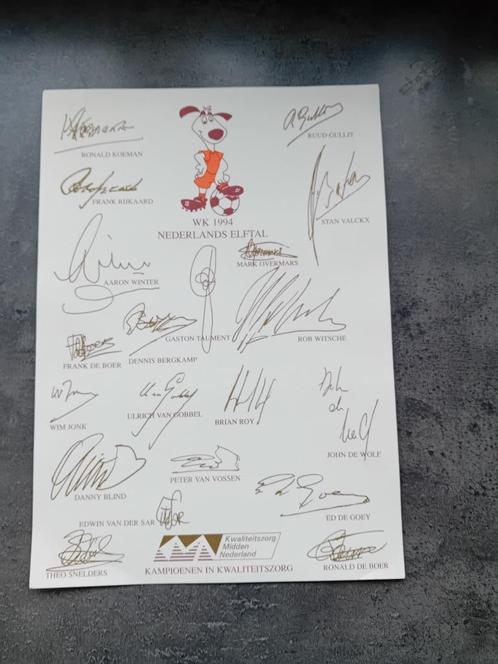 RONALD KOEMAN
RUUD GULLIT
FRANK RIJKAARD
STAN VALCKX
WK 1994
NEDERLANDS ELFTAL
MARK OVERMARS
AARON WINTER
GASTON TAUMENT
ROB WITSCHE
FRANK DE BOER
DENNIS BERGKAMP
WIM JONK
ULRICH VAN GOBBEL
BRIAN ROY
JOHN DE WOLF
DANNY BLIND
PETER VAN VOSSEN
EDWIN VAN DER SAR
ED DE GOEY
Kwaliteitszorg
Midden
Nederland
THEO SNELDERS
KAMPIOENEN IN KWALITEITSZORG
RONALD DE BOER